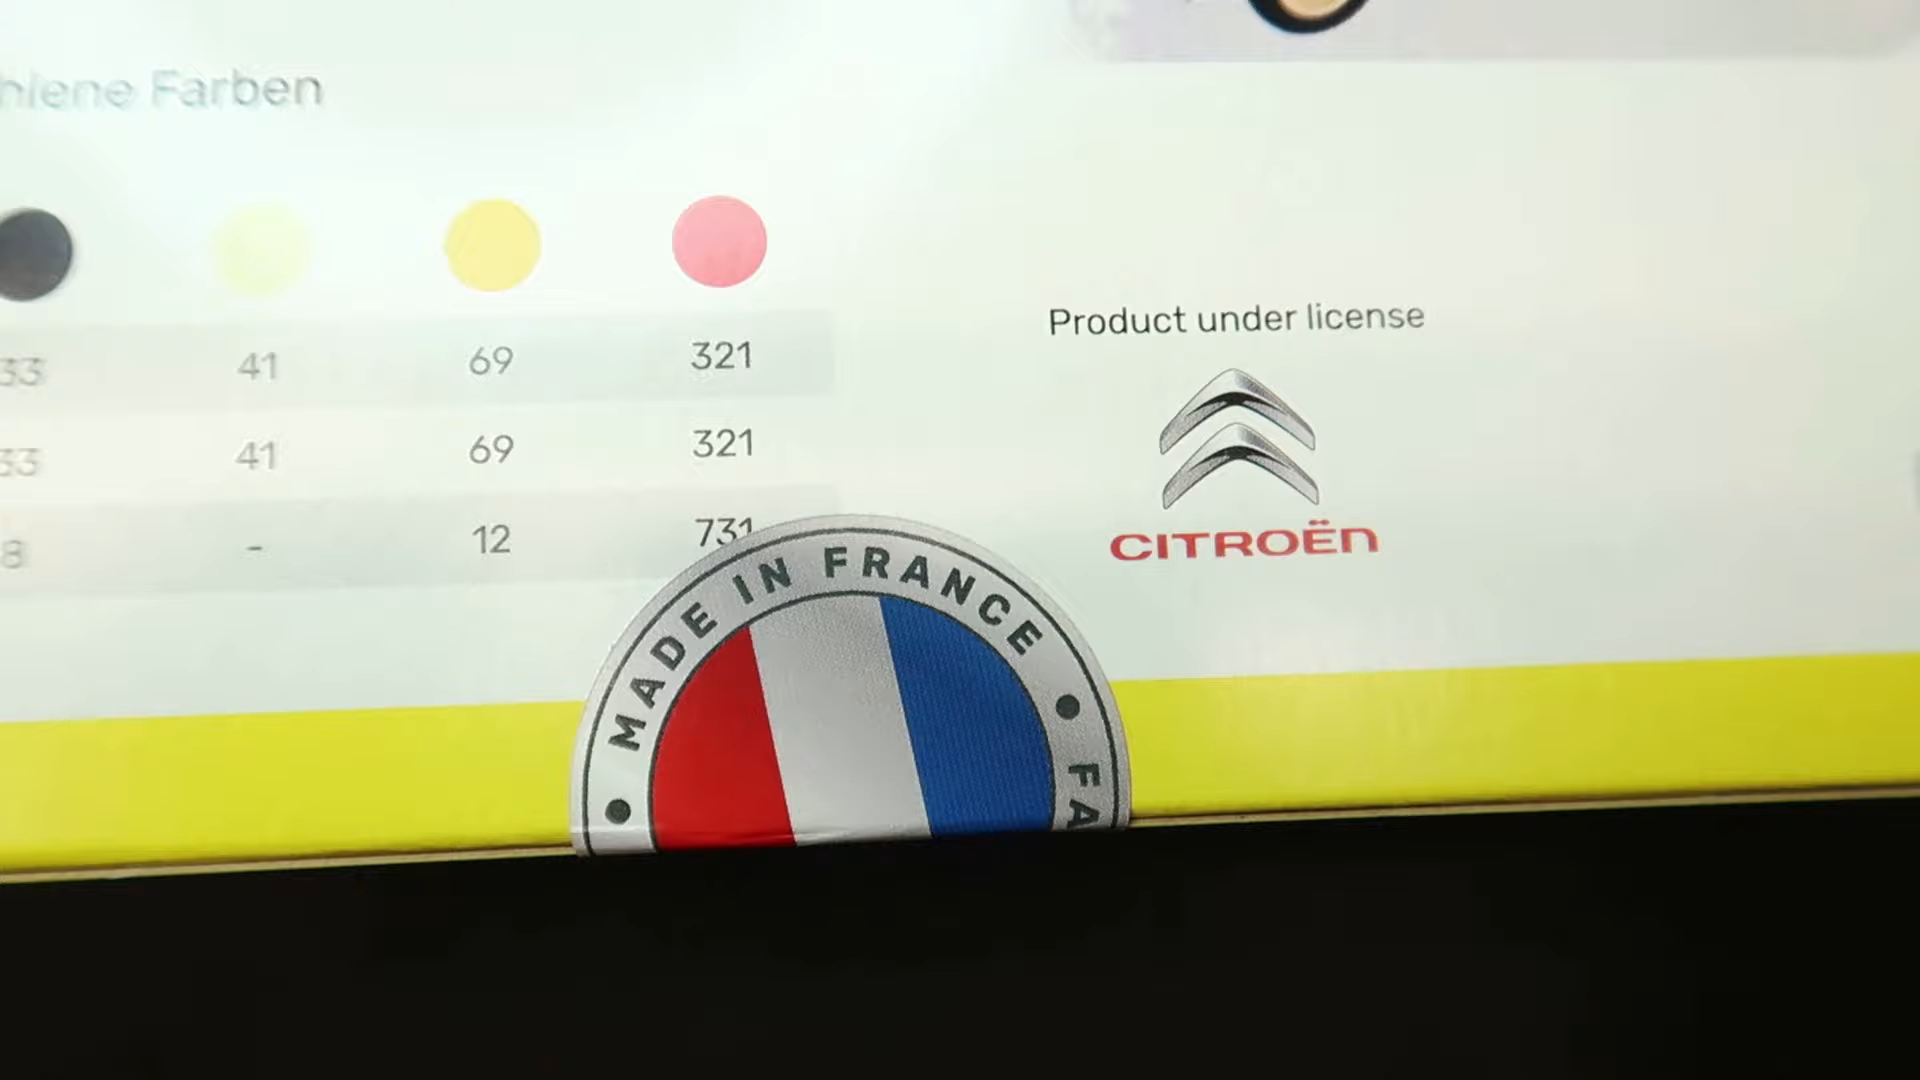 hlene Farben
33 41 69 321
33 41 69 321
8 - 12 731
Product under license
CITROËN
• MADE IN FRANCE • FA